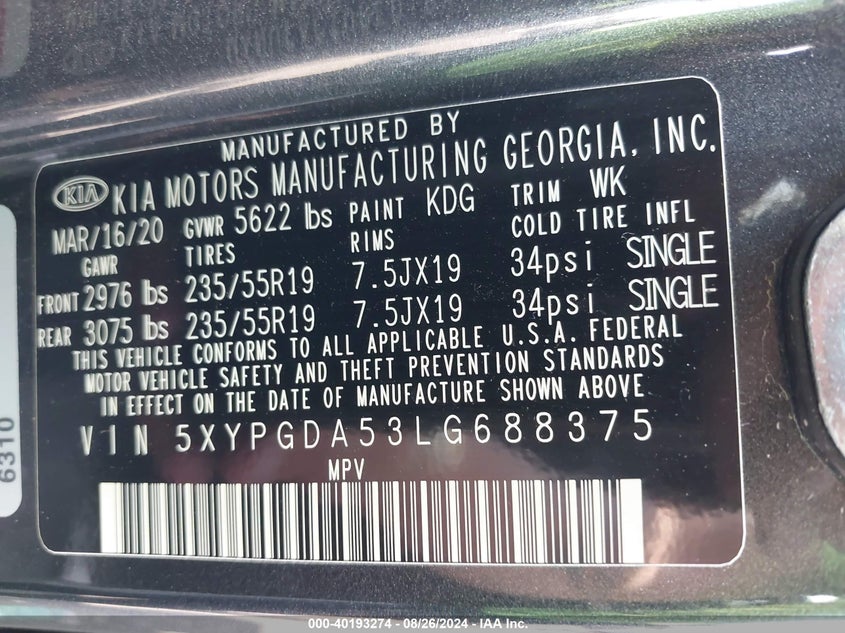 MANUFACTURED BY
KIA KIA MOTORS MANUFACTURING GEORGIA, INC.
MAR/16/20 GVWR 5622 lbs PAINT KDG TRIM WK
GAWR TIRES RIMS COLD TIRE INFL
FRONT 2976 lbs 235/55R19 7.5JX19 34psi SINGLE
REAR 3075 lbs 235/55R19 7.5JX19 34psi SINGLE
THIS VEHICLE CONFORMS TO ALL APPLICABLE U.S.A. FEDERAL
MOTOR VEHICLE SAFETY AND THEFT PREVENTION STANDARDS
IN EFFECT ON THE DATE OF MANUFACTURE SHOWN ABOVE
VIN 5XYPGDA53LG688375
MPV
6310
000-40193274 - 08/26/2024 - IAA Inc.